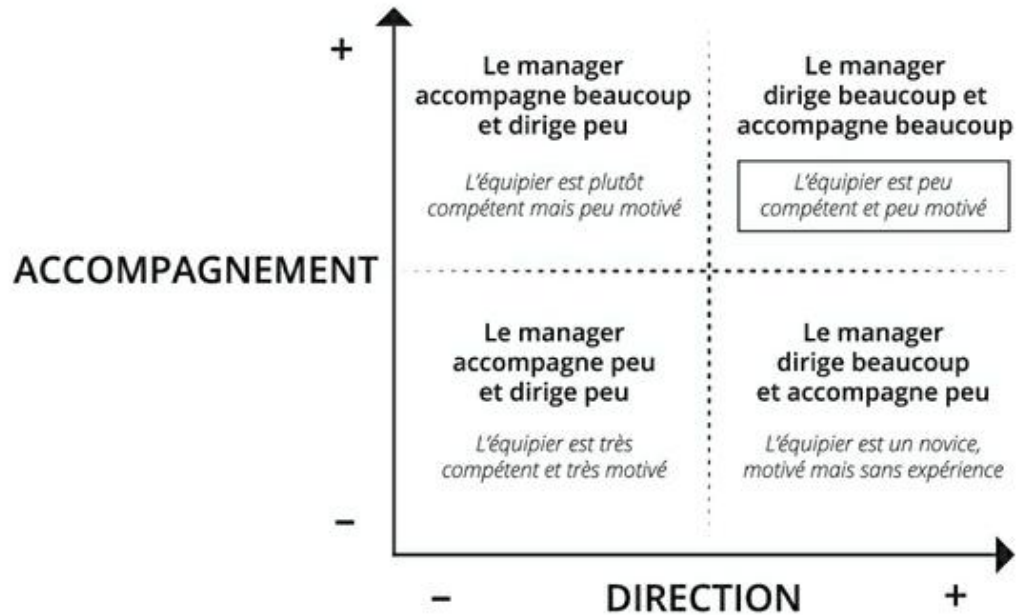 +
Le manager
accompagne beaucoup
et dirige peu
L'équipier est plutôt
compétent mais peu motivé
Le manager
dirige beaucoup et
accompagne beaucoup
L'équipier est peu
compétent et peu motivé
ACCOMPAGNEMENT
Le manager
accompagne peu
et dirige peu
L'équipier est très
compétent et très motivé
Le manager
dirige beaucoup
et accompagne peu
L'équipier est un novice,
motivé mais sans expérience
–
– DIRECTION +